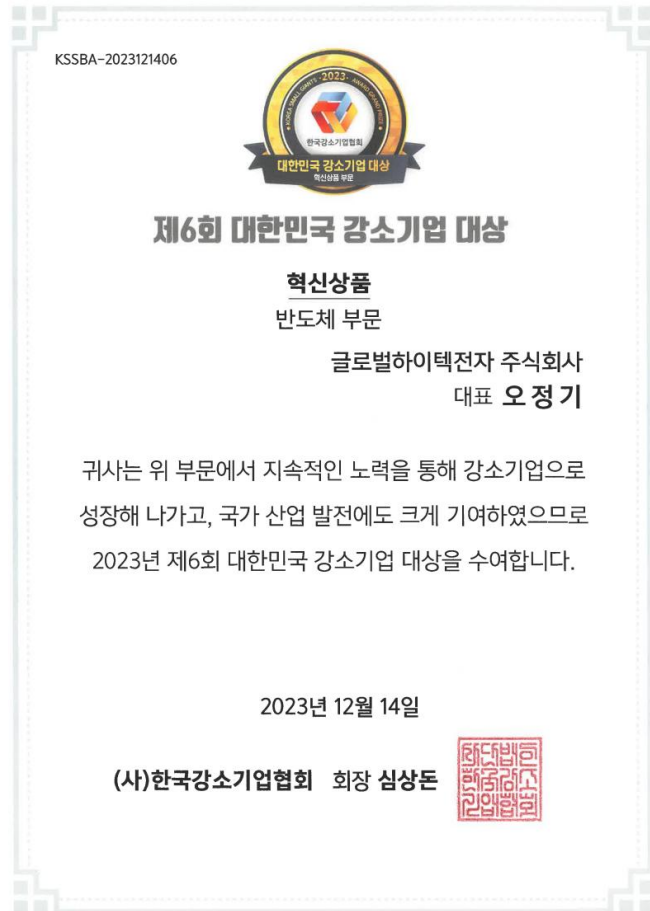 KSSBA-2023121406
·2023·
KOREA SMALL GIANTS AWARD GRAND PRIZE
한국강소기업협회
대한민국 강소기업 대상
혁신상품 부문
제6회 대한민국 강소기업 대상
혁신상품
반도체 부문
글로벌하이텍전자 주식회사
대표 오정기
귀사는 위 부문에서 지속적인 노력을 통해 강소기업으로
성장해 나가고, 국가 산업 발전에도 크게 기여하였으므로
2023년 제6회 대한민국 강소기업 대상을 수여합니다.
2023년 12월 14일
(사)한국강소기업협회 회장 심상돈